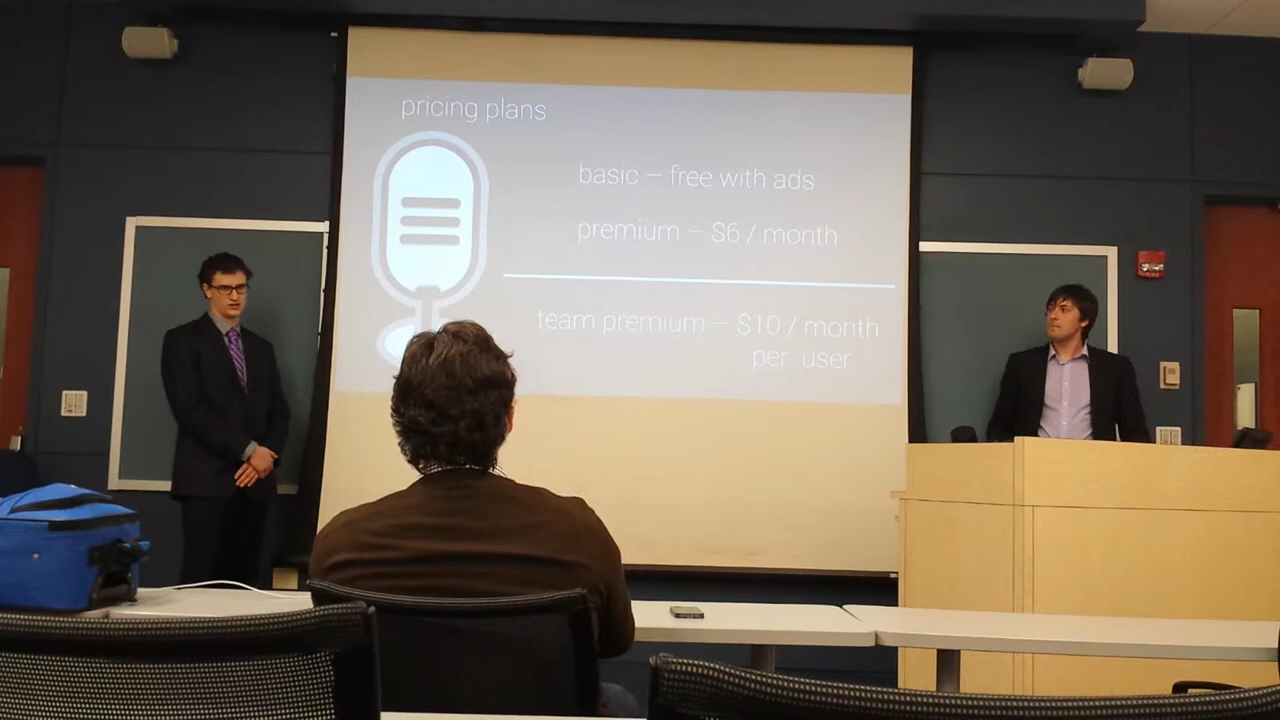 pricing plans
basic – free with ads
premium – $6 / month
team premium – $10 / month
per user